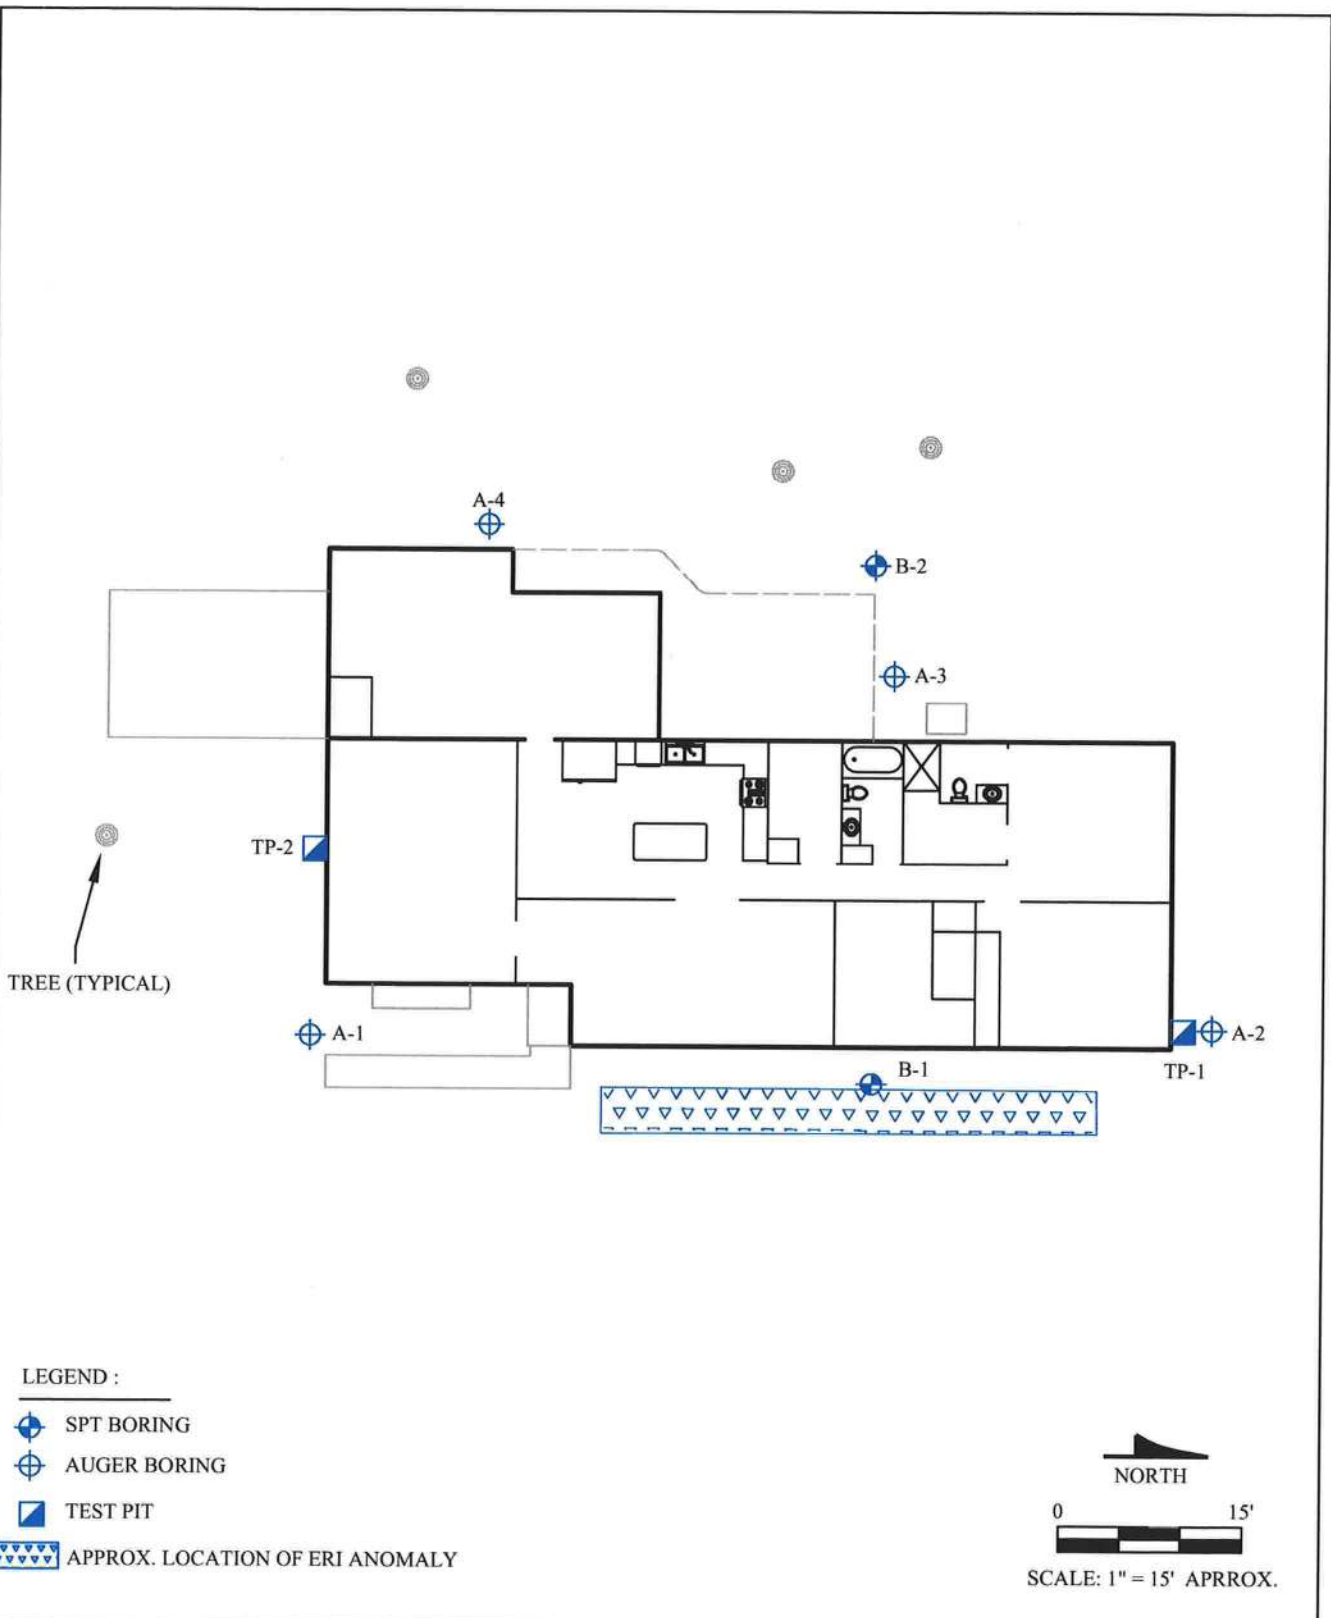 A-4
B-2
A-3
TP-2
TREE (TYPICAL)
A-1
A-2
B-1
TP-1
LEGEND :
SPT BORING
AUGER BORING
TEST PIT
APPROX. LOCATION OF ERI ANOMALY
NORTH
0 15'
SCALE: 1" = 15' APRROX.